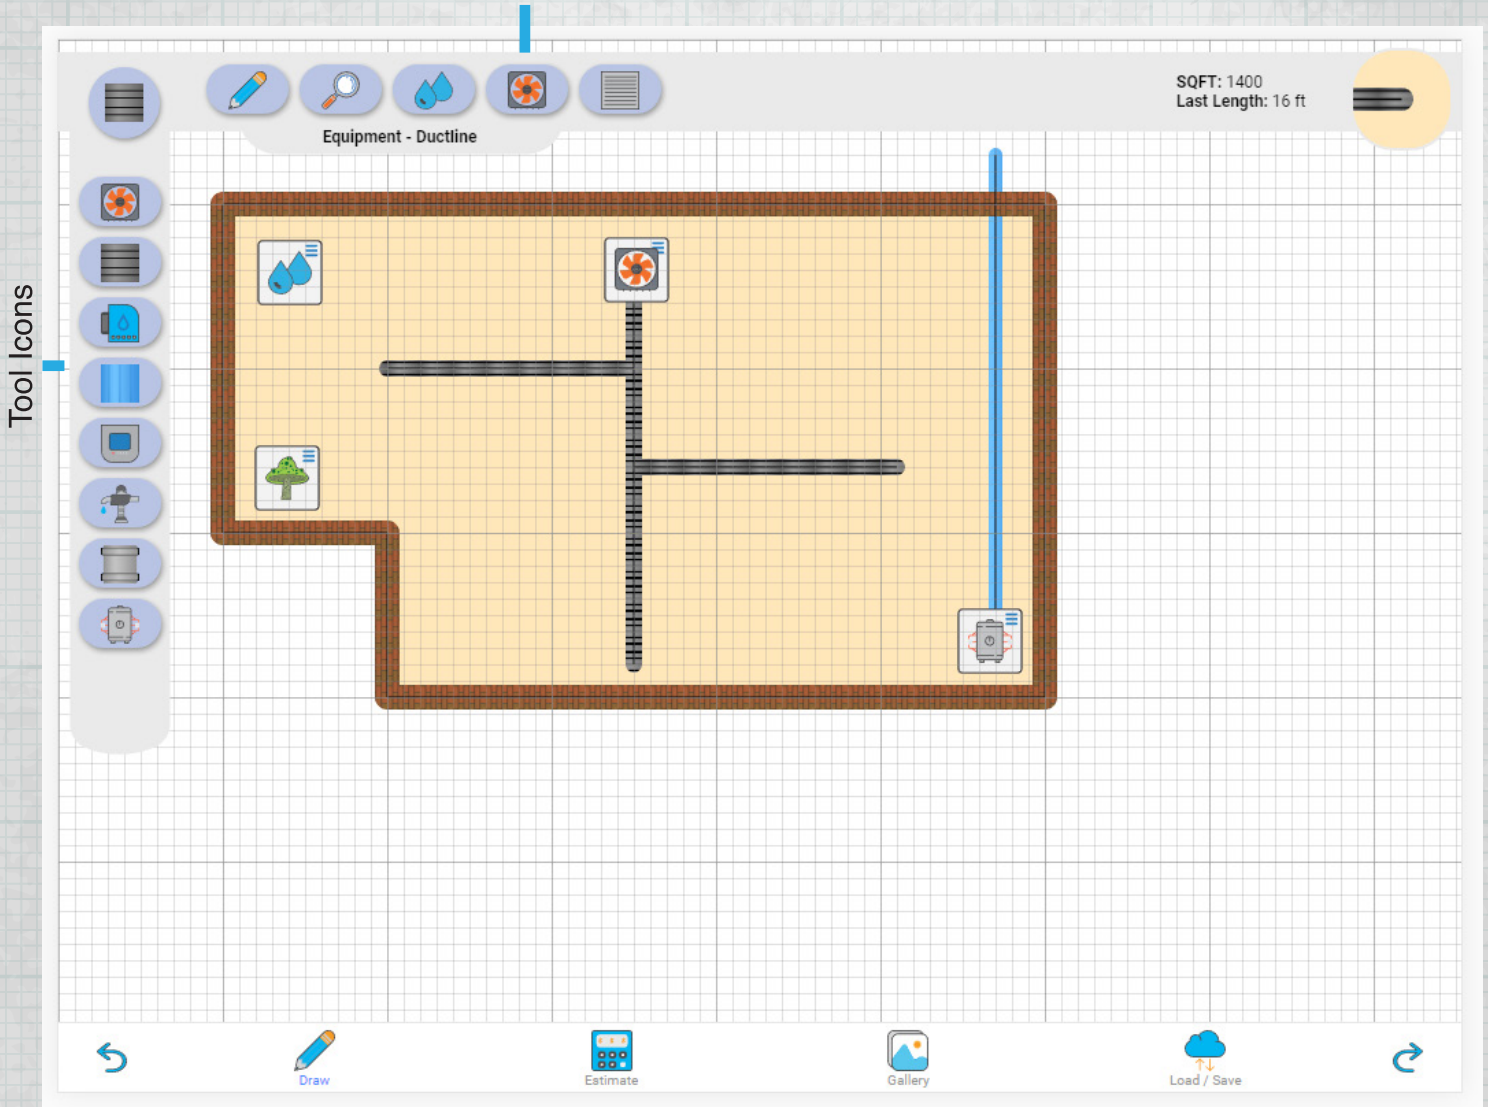 SQFT: 1400
Last Length: 16 ft
Equipment - Ductline
Tool Icons
Draw
Estimate
Gallery
Load / Save